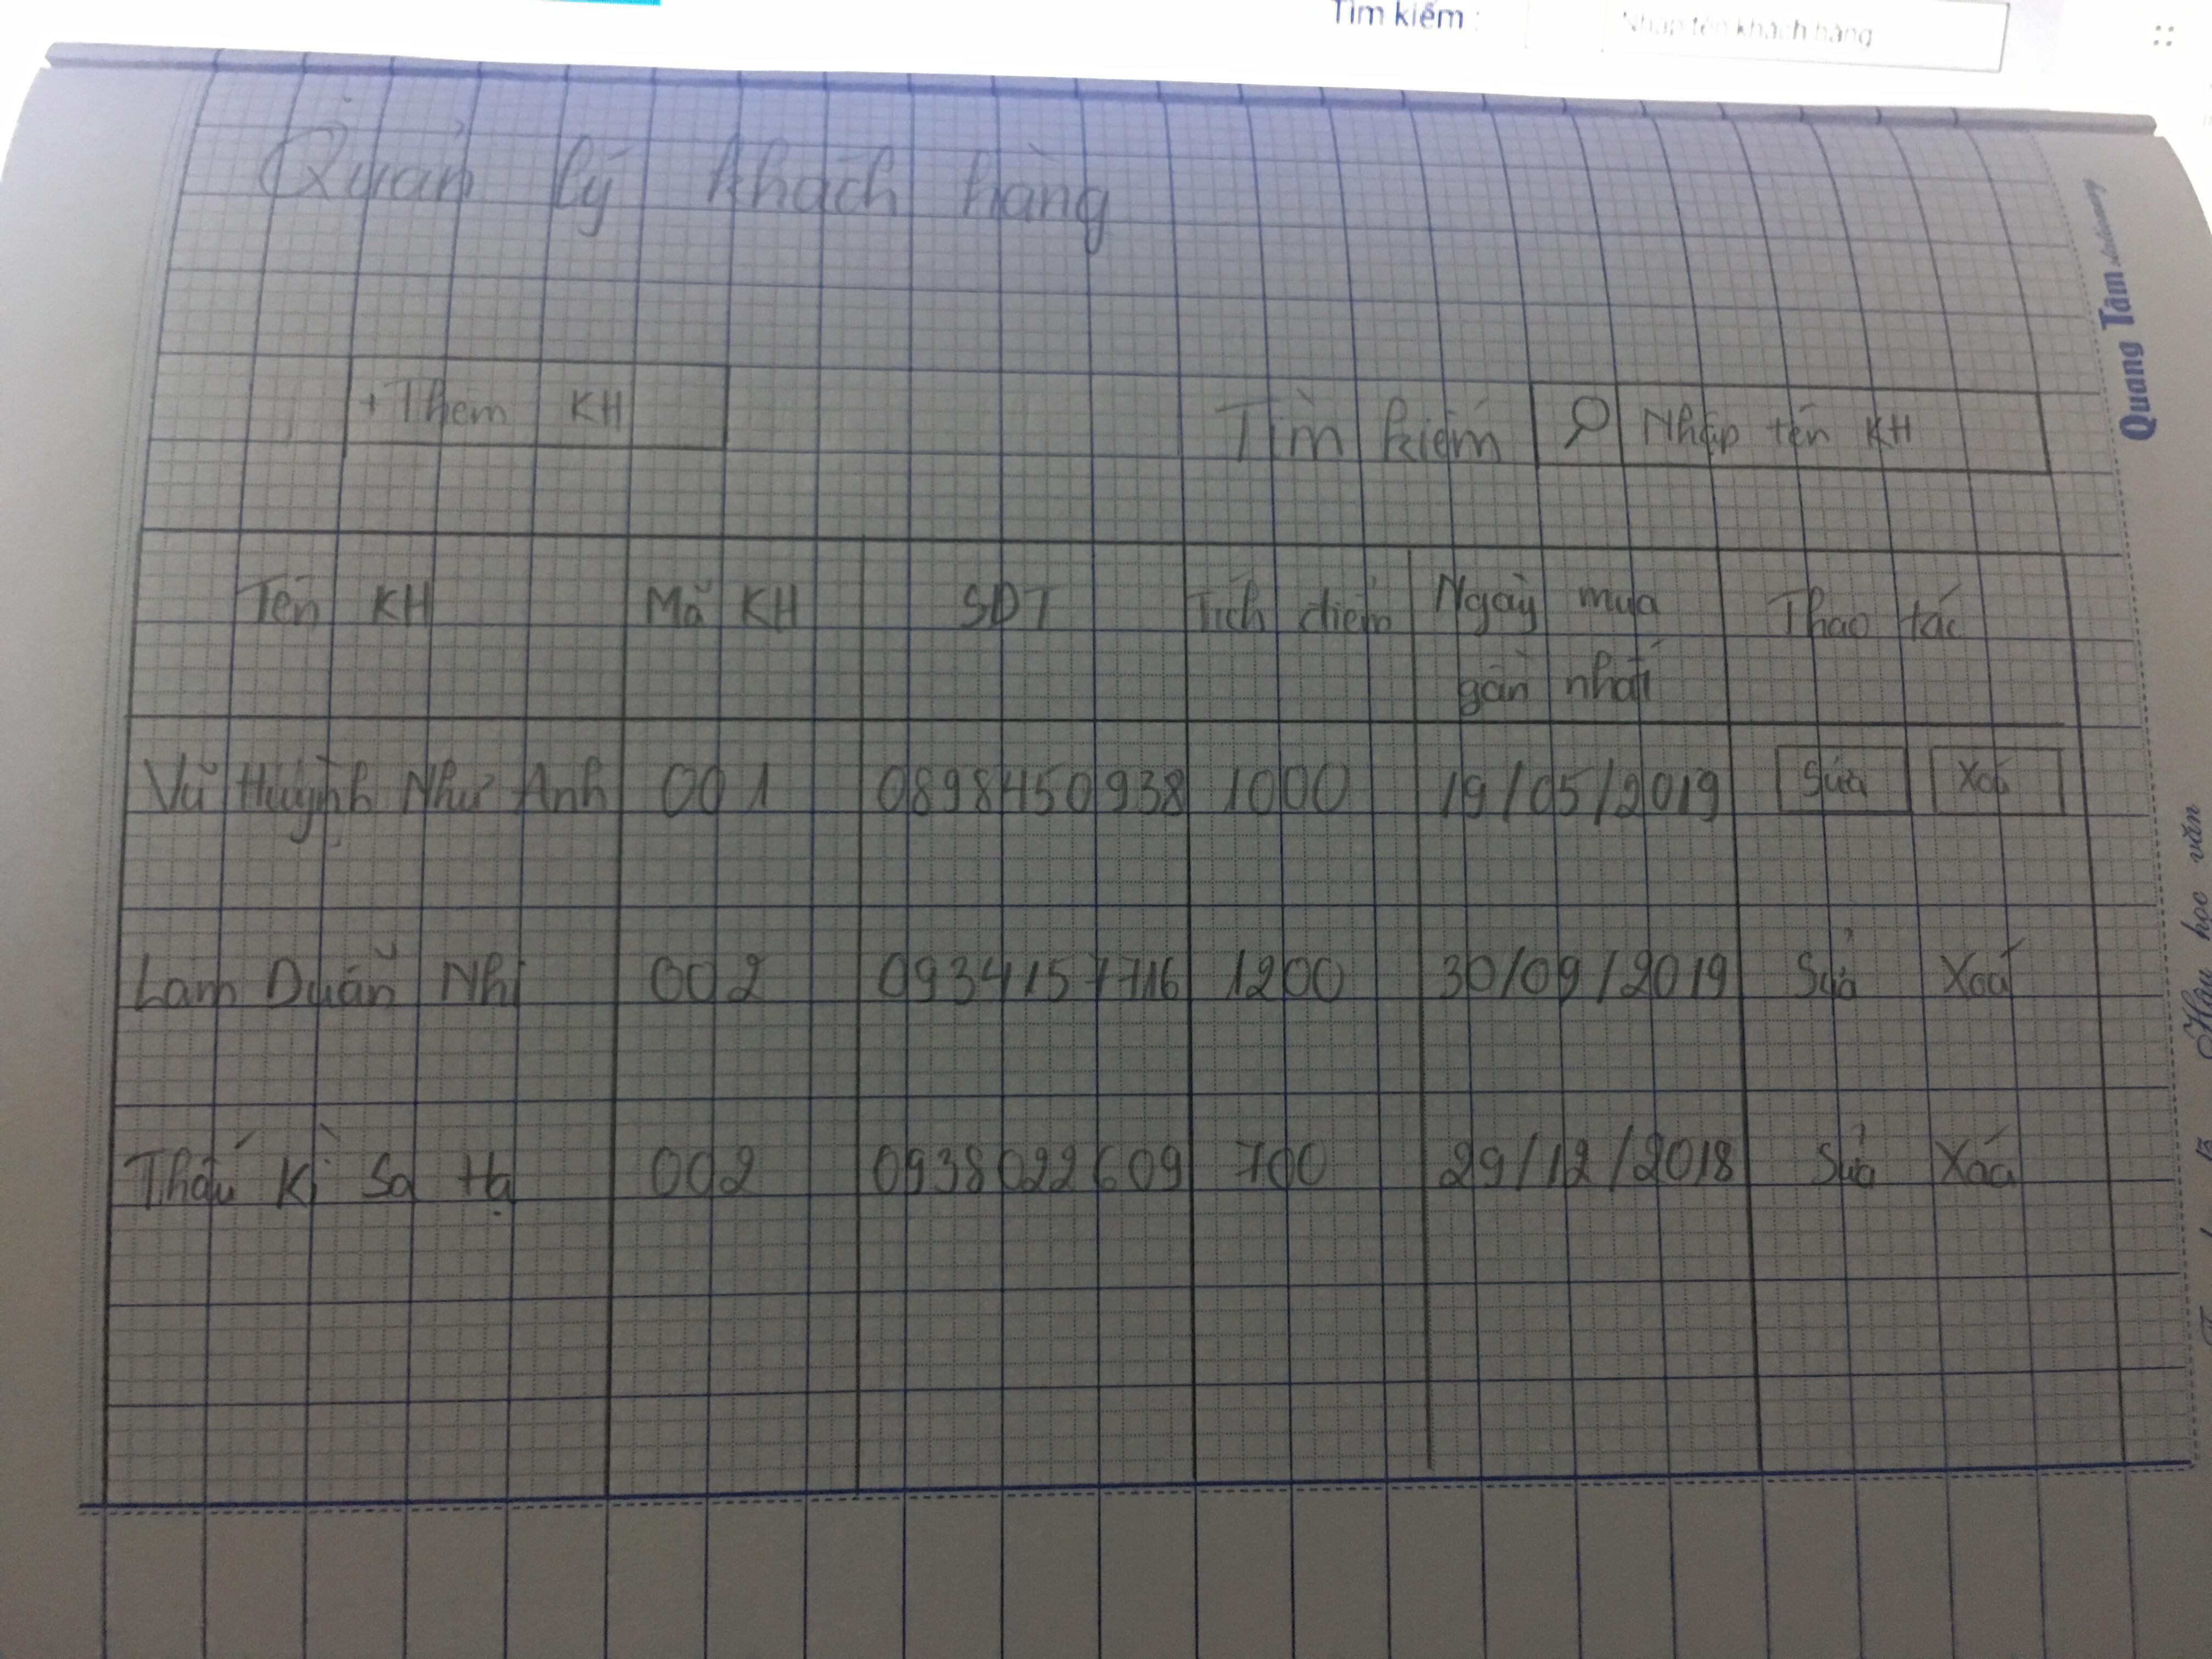 Tìm kiếm :
Nhập tên khách hàng
Quản lý khách hàng
+ Thêm KH
Tìm kiếm
Nhập tên KH
Tên KH Mã KH SDT Tích điểm Ngày mua gần nhất Thao tác
Vũ Huỳnh Như Anh 001 0898450938 1000 19/05/2019 Sửa Xoá
Lam Duẫn Nhi 002 0934157716 1200 30/09/2019 Sửa Xoá
Thấu Kì Sa Hạ 002 0938022609 700 29/12/2018 Sửa Xoá
Quang Tâm
stationery
học văn